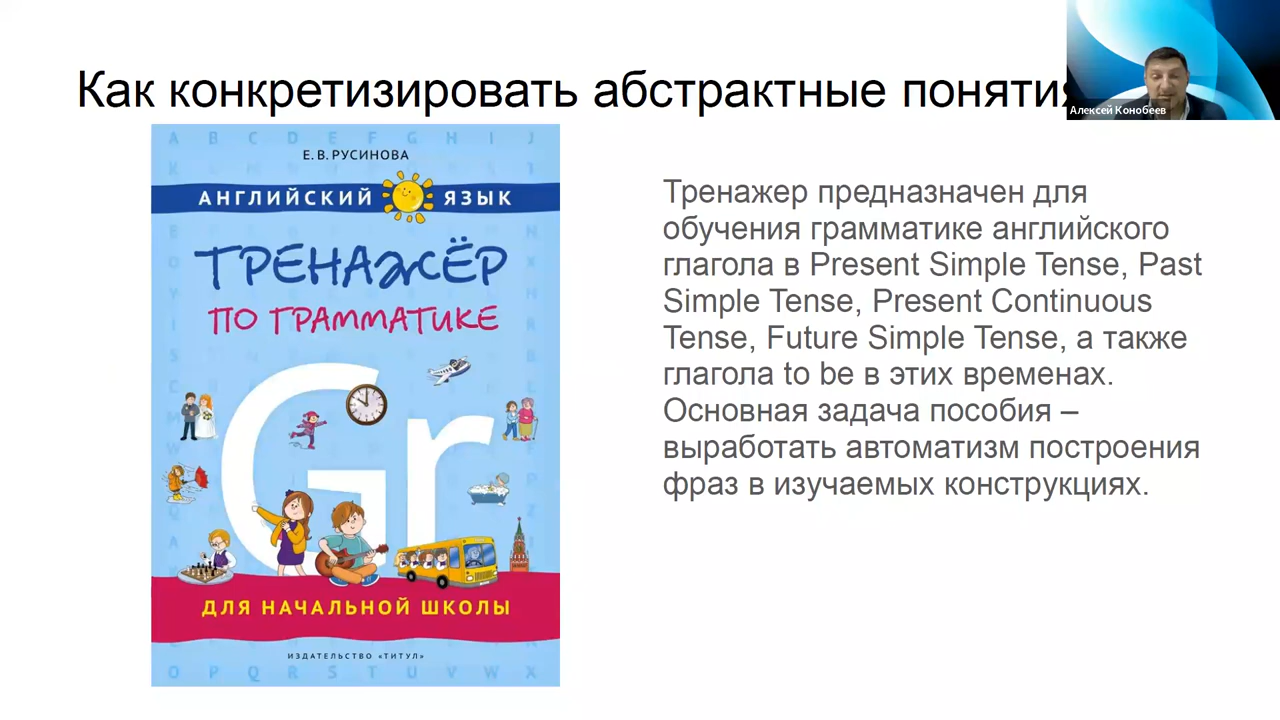 Как конкретизировать абстрактные понятия
Алексей Конобеев
Е. В. РУСИНОВА
АНГЛИЙСКИЙ ЯЗЫК
ТРЕНАЖЁР
ПО ГРАММАТИКЕ
Gr
ДЛЯ НАЧАЛЬНОЙ ШКОЛЫ
ИЗДАТЕЛЬСТВО «ТИТУЛ»
Тренажер предназначен для
обучения грамматике английского
глагола в Present Simple Tense, Past
Simple Tense, Present Continuous
Tense, Future Simple Tense, а также
глагола to be в этих временах.
Основная задача пособия –
выработать автоматизм построения
фраз в изучаемых конструкциях.